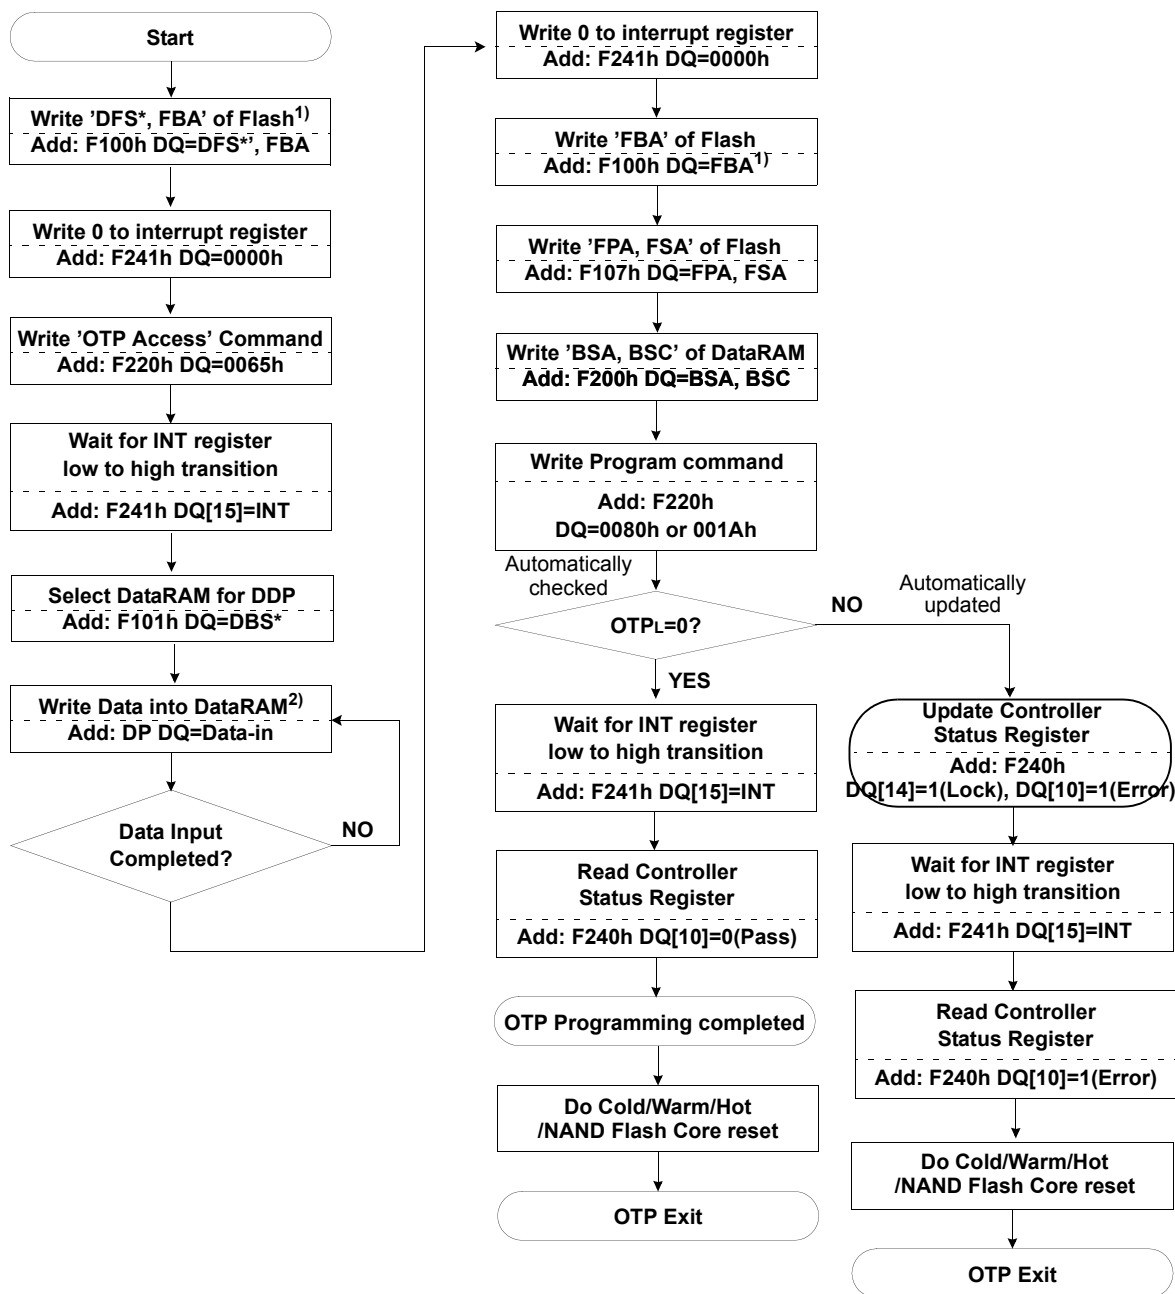 Start
Write ’DFS*, FBA’ of Flash1)
Add: F100h DQ=DFS*’, FBA
Write 0 to interrupt register
Add: F241h DQ=0000h
Write ’OTP Access’ Command
Add: F220h DQ=0065h
Wait for INT register
low to high transition
Add: F241h DQ[15]=INT
Select DataRAM for DDP
Add: F101h DQ=DBS*
Write Data into DataRAM2)
Add: DP DQ=Data-in
Data Input
Completed?
NO
Write 0 to interrupt register
Add: F241h DQ=0000h
Write ’FBA’ of Flash
Add: F100h DQ=FBA1)
Write ’FPA, FSA’ of Flash
Add: F107h DQ=FPA, FSA
Write ’BSA, BSC’ of DataRAM
Add: F200h DQ=BSA, BSC
Write Program command
Add: F220h
DQ=0080h or 001Ah
Automatically
checked
OTPL=0?
NO
Automatically
updated
YES
Wait for INT register
low to high transition
Add: F241h DQ[15]=INT
Read Controller
Status Register
Add: F240h DQ[10]=0(Pass)
OTP Programming completed
Do Cold/Warm/Hot
/NAND Flash Core reset
OTP Exit
Update Controller
Status Register
Add: F240h
DQ[14]=1(Lock), DQ[10]=1(Error)
Wait for INT register
low to high transition
Add: F241h DQ[15]=INT
Read Controller
Status Register
Add: F240h DQ[10]=1(Error)
Do Cold/Warm/Hot
/NAND Flash Core reset
OTP Exit